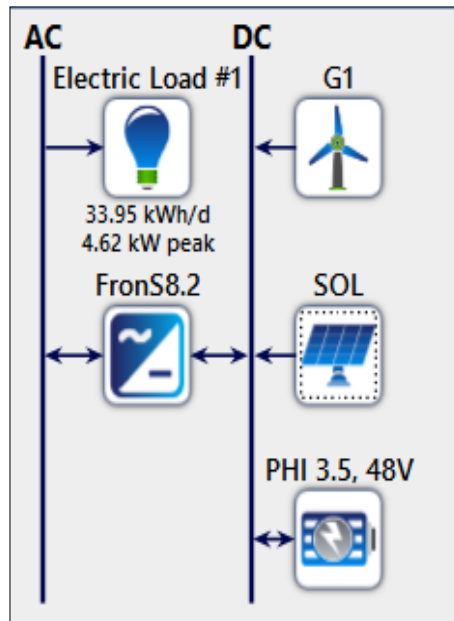 AC
DC
Electric Load #1
G1
33.95 kWh/d
4.62 kW peak
FronS8.2
SOL
PHI 3.5, 48V